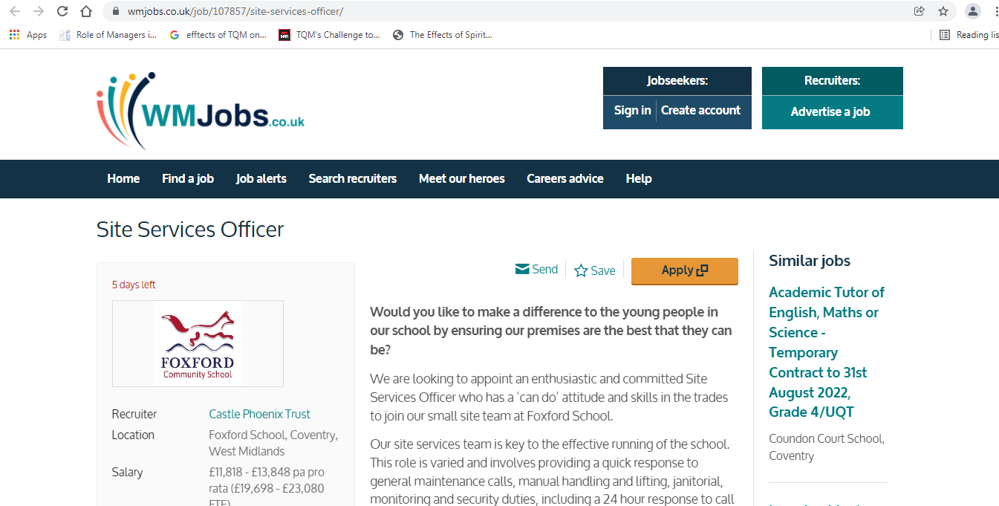 wmjobs.co.uk/job/107857/site-services-officer/
Apps
Role of Managers i...
efftects of TQM on...
TQM's Challenge to...
The Effects of Spirit...
Reading lis
WMJobs.co.uk
Jobseekers:
Sign in
Create account
Recruiters:
Advertise a job
Home
Find a job
Job alerts
Search recruiters
Meet our heroes
Careers advice
Help
Site Services Officer
5 days left
FOXFORD
Community School
Recruiter
Castle Phoenix Trust
Location
Foxford School, Coventry,
West Midlands
Salary
£11,818 - £13,848 pa pro
rata (£19,698 - £23,080
FTE)
Send
Save
Apply
Would you like to make a difference to the young people in
our school by ensuring our premises are the best that they can
be?
We are looking to appoint an enthusiastic and committed Site
Services Officer who has a ‘can do’ attitude and skills in the trades
to join our small site team at Foxford School.
Our site services team is key to the effective running of the school.
This role is varied and involves providing a quick response to
general maintenance calls, manual handling and lifting, janitorial,
monitoring and security duties, including a 24 hour response to call
Similar jobs
Academic Tutor of
English, Maths or
Science -
Temporary
Contract to 31st
August 2022,
Grade 4/UQT
Coundon Court School,
Coventry